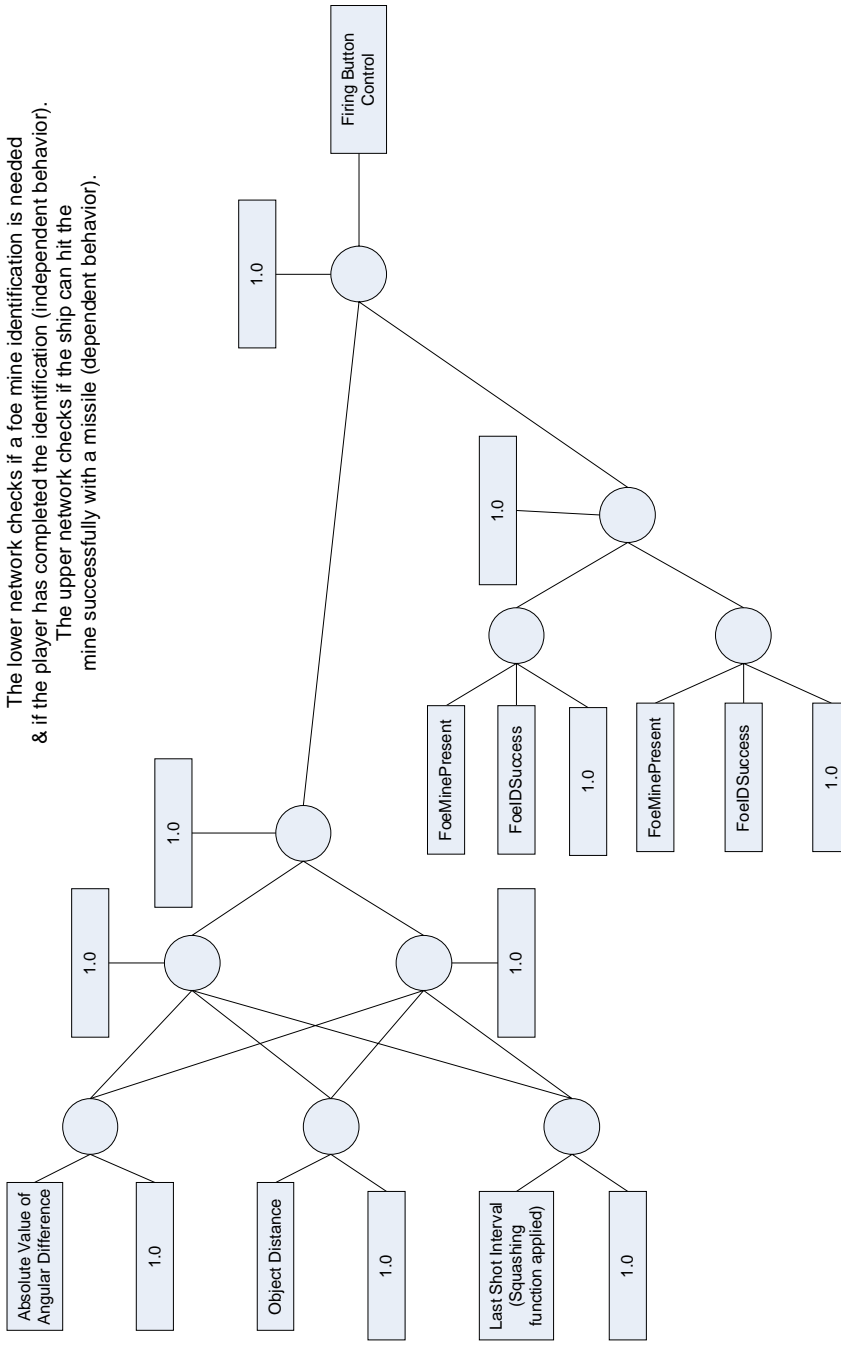 The lower network checks if a foe mine identification is needed
& if the player has completed the identification (independent behavior).
The upper network checks if the ship can hit the
mine successfully with a missile (dependent behavior).
Absolute Value of
Angular Difference
1.0
Object Distance
1.0
Last Shot Interval
(Squashing
function applied)
1.0
1.0
1.0
1.0
FoeMinePresent
FoeIDSuccess
1.0
FoeMinePresent
FoeIDSuccess
1.0
1.0
1.0
Firing Button
Control